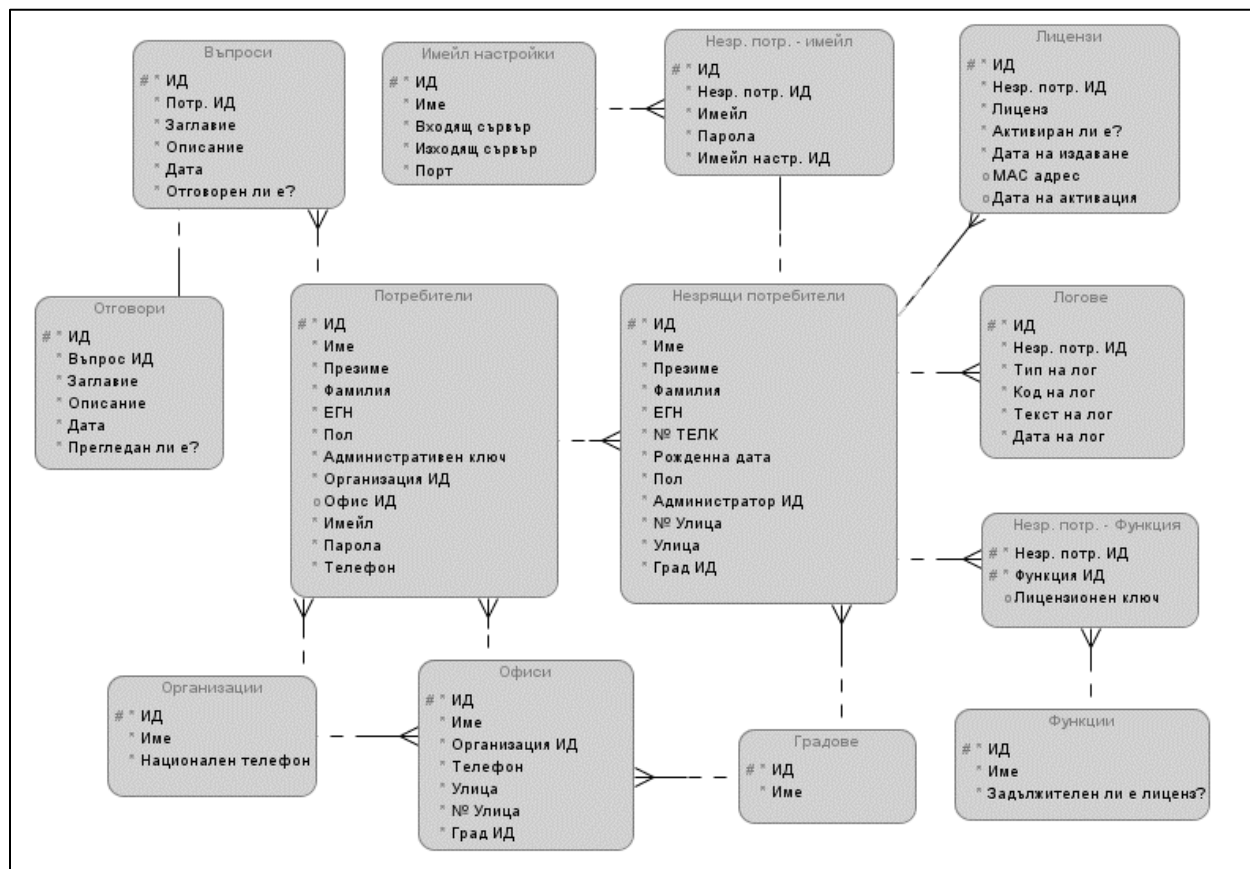 Въпроси
# * ИД
* Потр. ИД
* Заглавие
* Описание
* Дата
* Отговорен ли е?
Имейл настройки
# * ИД
* Име
* Входящ сървър
* Изходящ сървър
* Порт
Незр. потр. - имейл
# * ИД
* Незр. потр. ИД
* Имейл
* Парола
* Имейл настр. ИД
Лицензи
# * ИД
* Незр. потр. ИД
* Лиценз
* Активиран ли е?
* Дата на издаване
o МАС адрес
o Дата на активация
Отговори
# * ИД
* Въпрос ИД
* Заглавие
* Описание
* Дата
* Прегледан ли е?
Потребители
# * ИД
* Име
* Презиме
* Фамилия
* ЕГН
* Пол
* Административен ключ
* Организация ИД
o Офис ИД
* Имейл
* Парола
* Телефон
Незрящи потребители
# * ИД
* Име
* Презиме
* Фамилия
* ЕГН
* № ТЕЛК
* Рожденна дата
* Пол
* Администратор ИД
* № Улица
* Улица
* Град ИД
Логове
# * ИД
* Незр. потр. ИД
* Тип на лог
* Код на лог
* Текст на лог
* Дата на лог
Незр. потр. - Функция
# * Незр. потр. ИД
# * Функция ИД
o Лицензионен ключ
Организации
# * ИД
* Име
* Национален телефон
Офиси
# * ИД
* Име
* Организация ИД
* Телефон
* Улица
* № Улица
* Град ИД
Градове
# * ИД
* Име
Функции
# * ИД
* Име
* Задължителен ли е лиценз?